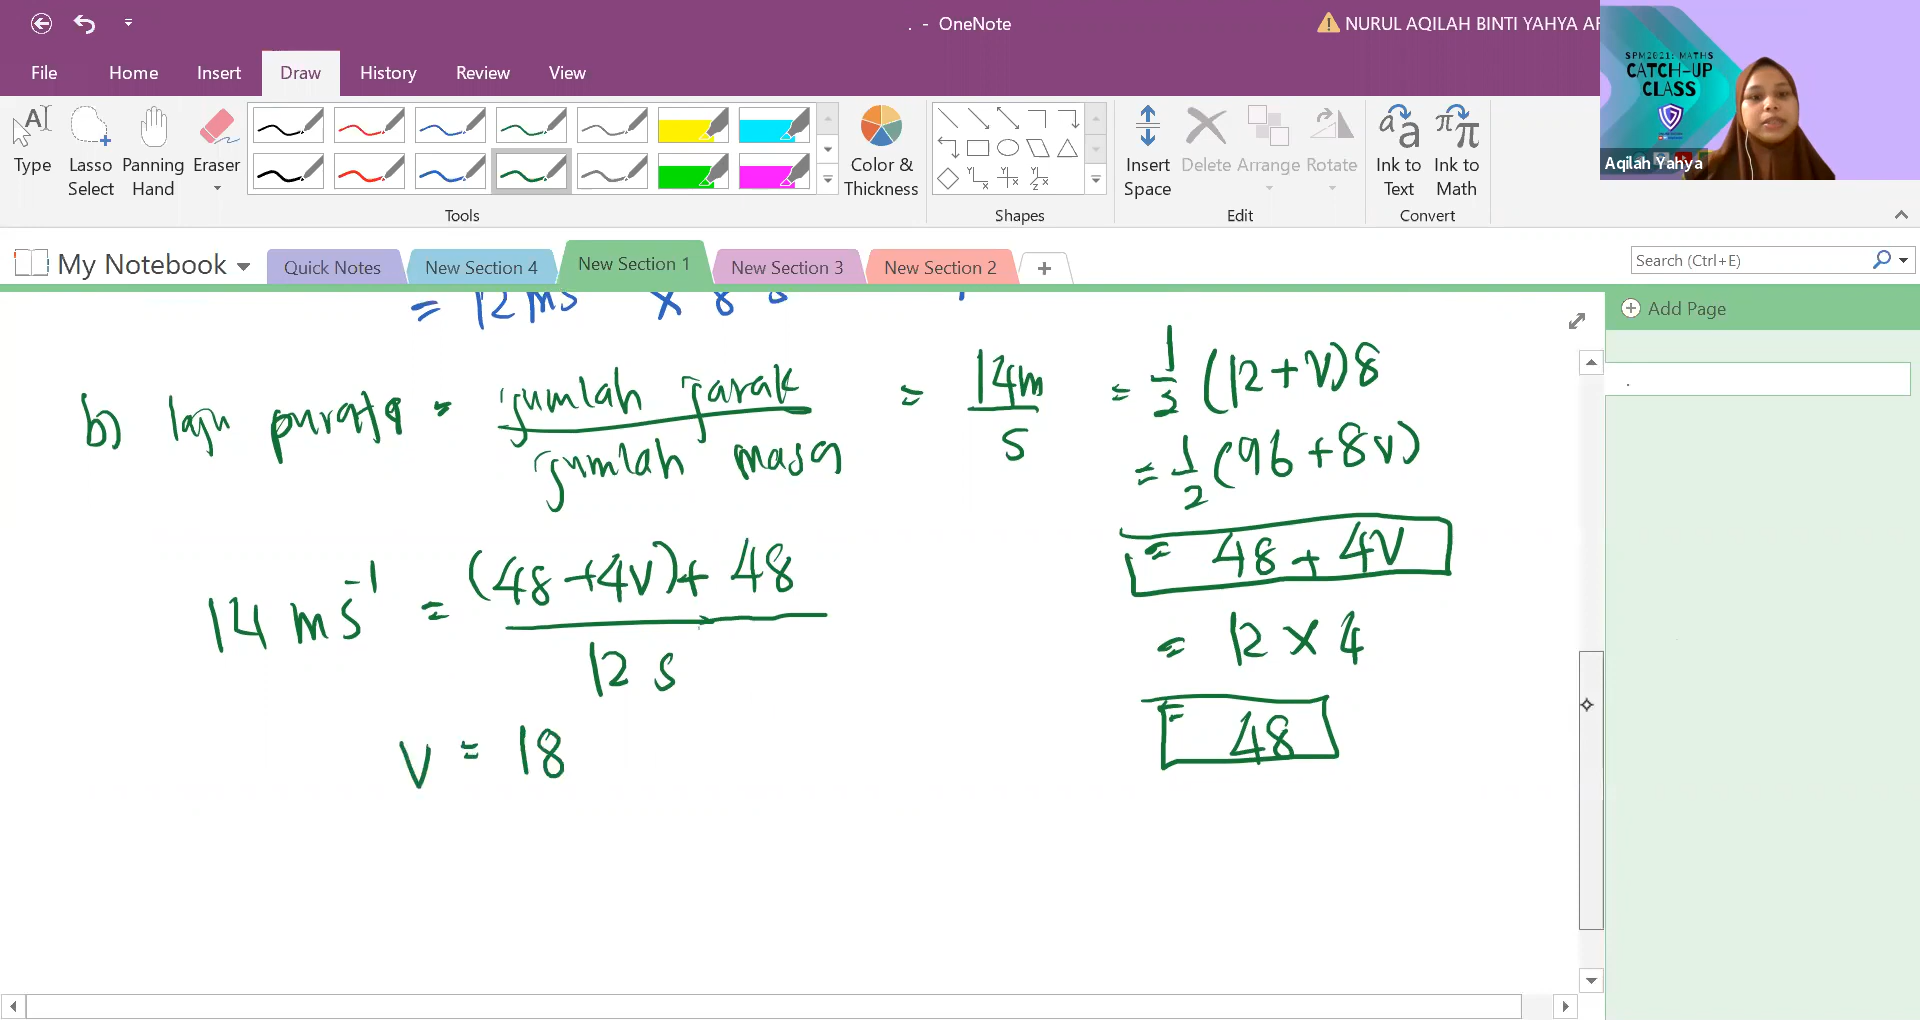 . - OneNote
NURUL AQILAH BINTI YAHYA
File Home Insert Draw History Review View
SPM2021: MATHS
CATCH-UP
CLASS
Aqilah Yahya
Type
Lasso Select
Panning Hand
Eraser
Color & Thickness
Insert Space
Delete Arrange Rotate
Ink to Text
Ink to Math
Tools Shapes Edit Convert
My Notebook Quick Notes New Section 4 New Section 1 New Section 3 New Section 2 +
Search (Ctrl+E)
Add Page
.
= 12 ms x 8 s
b) laju purata = jumlah jarak / jumlah masa = 14m / s
= 1/2 (12 + V) 8
= 1/2 (96 + 8V)
= 48 + 4V
= 12 x 4
= 48
14 ms⁻¹ = (48 + 4V) + 48 / 12 s
V = 18